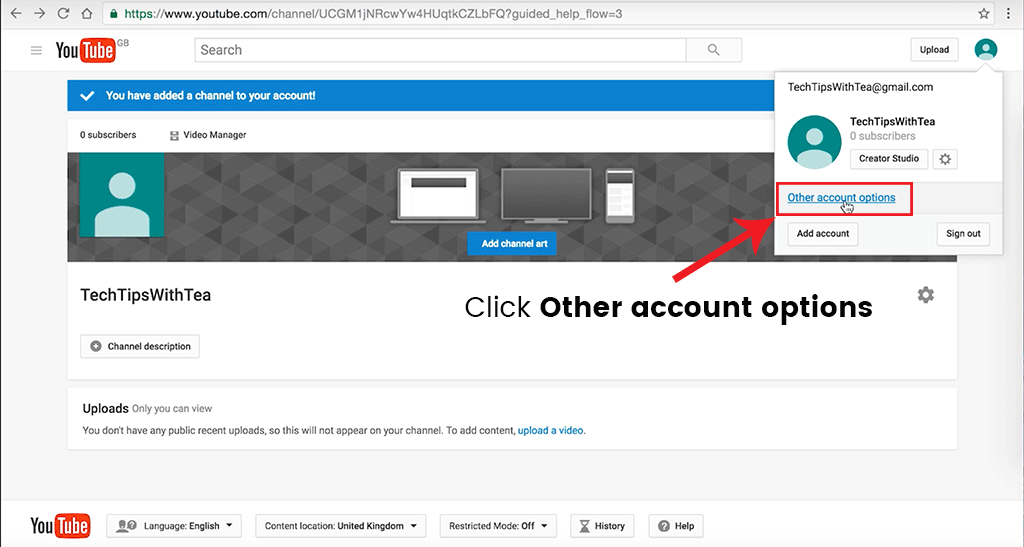 https://www.youtube.com/channel/UCGM1jNRcwYw4HUqtkCZLbFQ?guided_help_flow=3
YouTube GB
Search
Upload
You have added a channel to your account!
TechTipsWithTea@gmail.com
TechTipsWithTea
0 subscribers
Creator Studio
Other account options
Add account
Sign out
0 subscribers
Video Manager
Add channel art
Click Other account options
TechTipsWithTea
Channel description
Uploads Only you can view
You don't have any public recent uploads, so this will not appear on your channel. To add content, upload a video.
YouTube
Language: English
Content location: United Kingdom
Restricted Mode: Off
History
Help